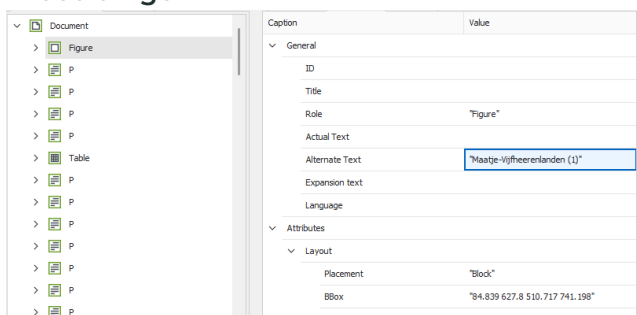 Document
Figure
P
P
P
P
Table
P
P
P
P
P
P
P
Caption Value
General
ID
Title
Role "Figure"
Actual Text
Alternate Text "Maatje-Vijfheerenlanden (1)"
Expansion text
Language
Attributes
Layout
Placement "Block"
BBox "84.839 627.8 510.717 741.198"